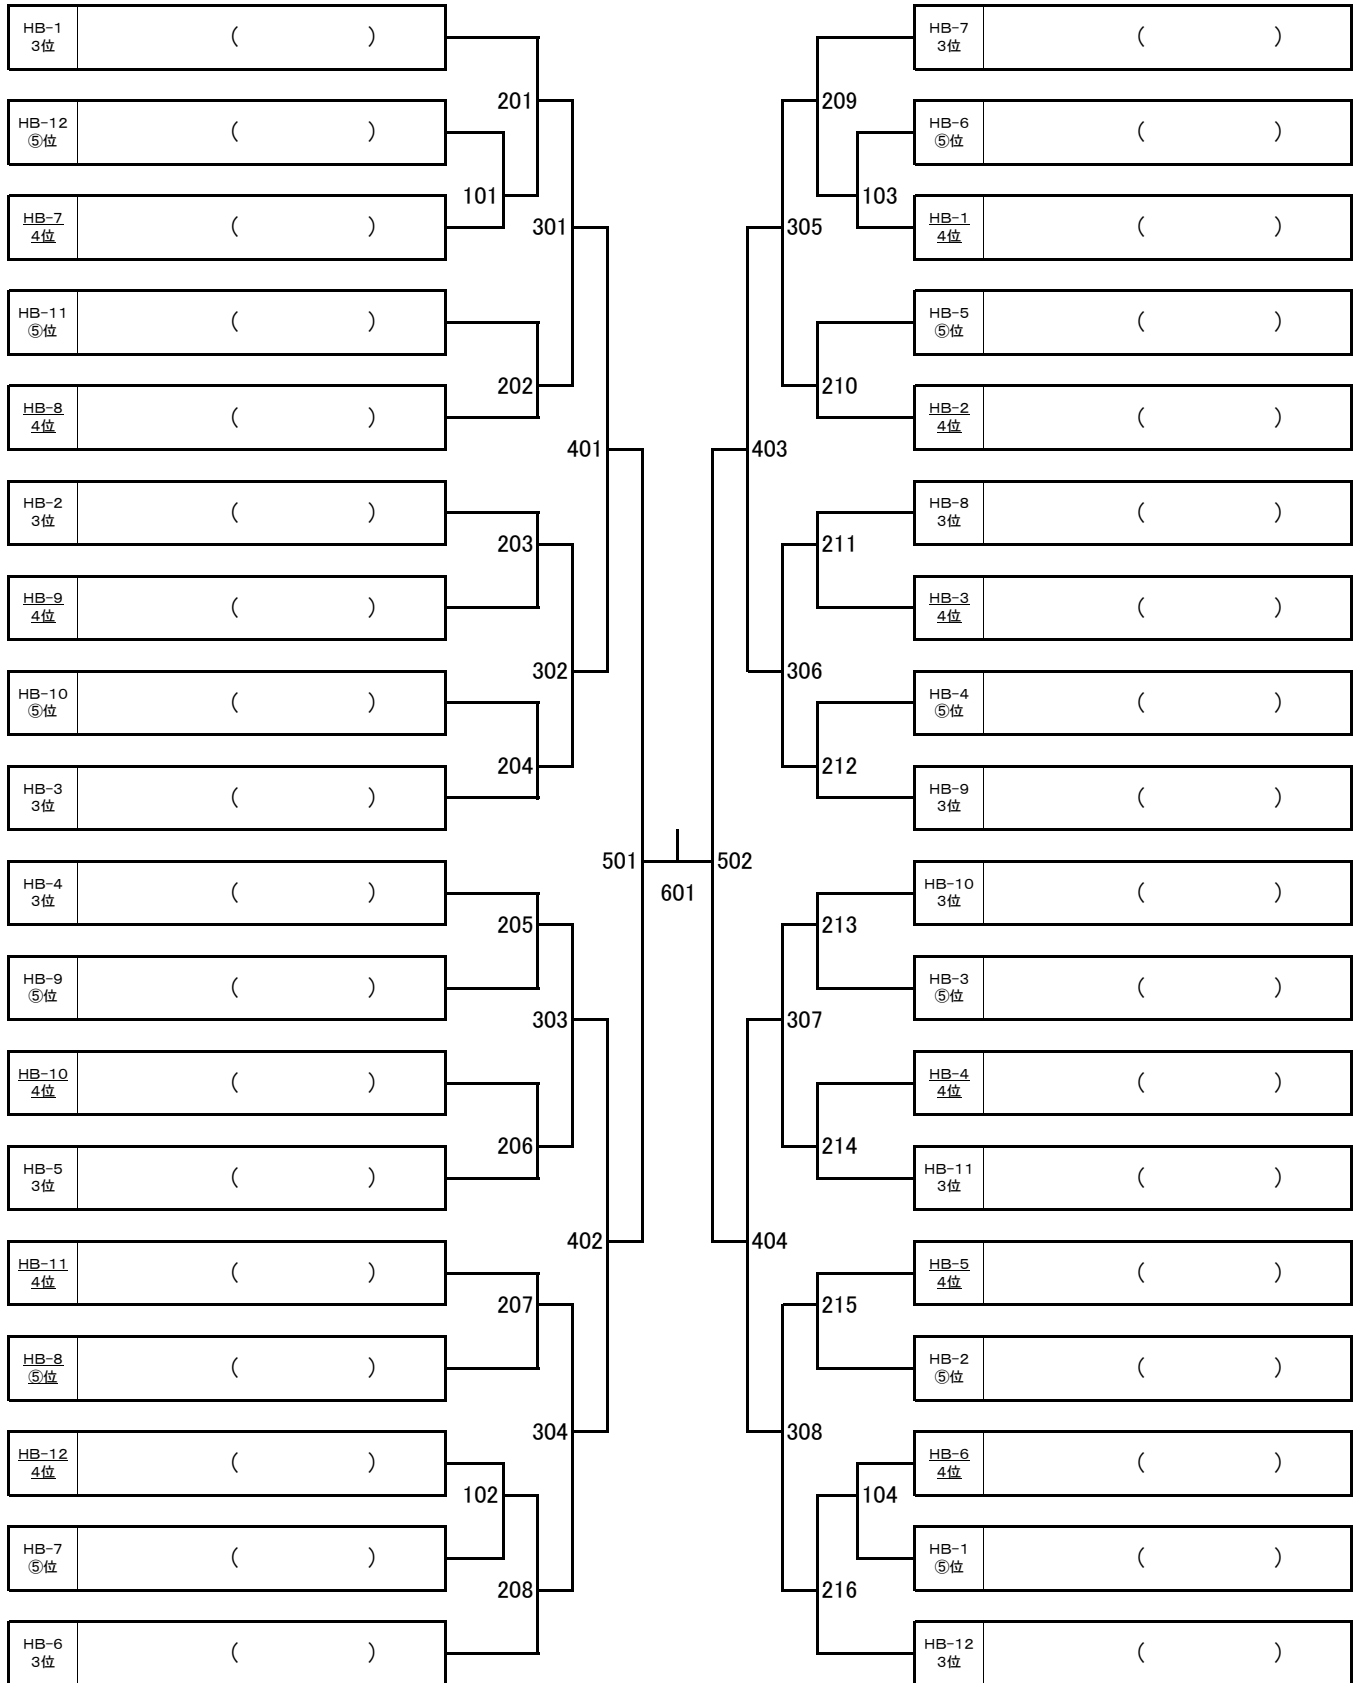 HB-1
3位
(    )
HB-12
⑤位
(    )
HB-7
4位
(    )
HB-11
⑤位
(    )
HB-8
4位
(    )
HB-2
3位
(    )
HB-9
4位
(    )
HB-10
⑤位
(    )
HB-3
3位
(    )
HB-4
3位
(    )
HB-9
⑤位
(    )
HB-10
4位
(    )
HB-5
3位
(    )
HB-11
4位
(    )
HB-8
⑤位
(    )
HB-12
4位
(    )
HB-7
⑤位
(    )
HB-6
3位
(    )
101
102
201
202
203
204
205
206
207
208
301
302
303
304
401
402
501
601
502
403
404
305
306
307
308
209
210
211
212
213
214
215
216
103
104
HB-7
3位
(    )
HB-6
⑤位
(    )
HB-1
4位
(    )
HB-5
⑤位
(    )
HB-2
4位
(    )
HB-8
3位
(    )
HB-3
4位
(    )
HB-4
⑤位
(    )
HB-9
3位
(    )
HB-10
3位
(    )
HB-3
⑤位
(    )
HB-4
4位
(    )
HB-11
3位
(    )
HB-5
4位
(    )
HB-2
⑤位
(    )
HB-6
4位
(    )
HB-1
⑤位
(    )
HB-12
3位
(    )